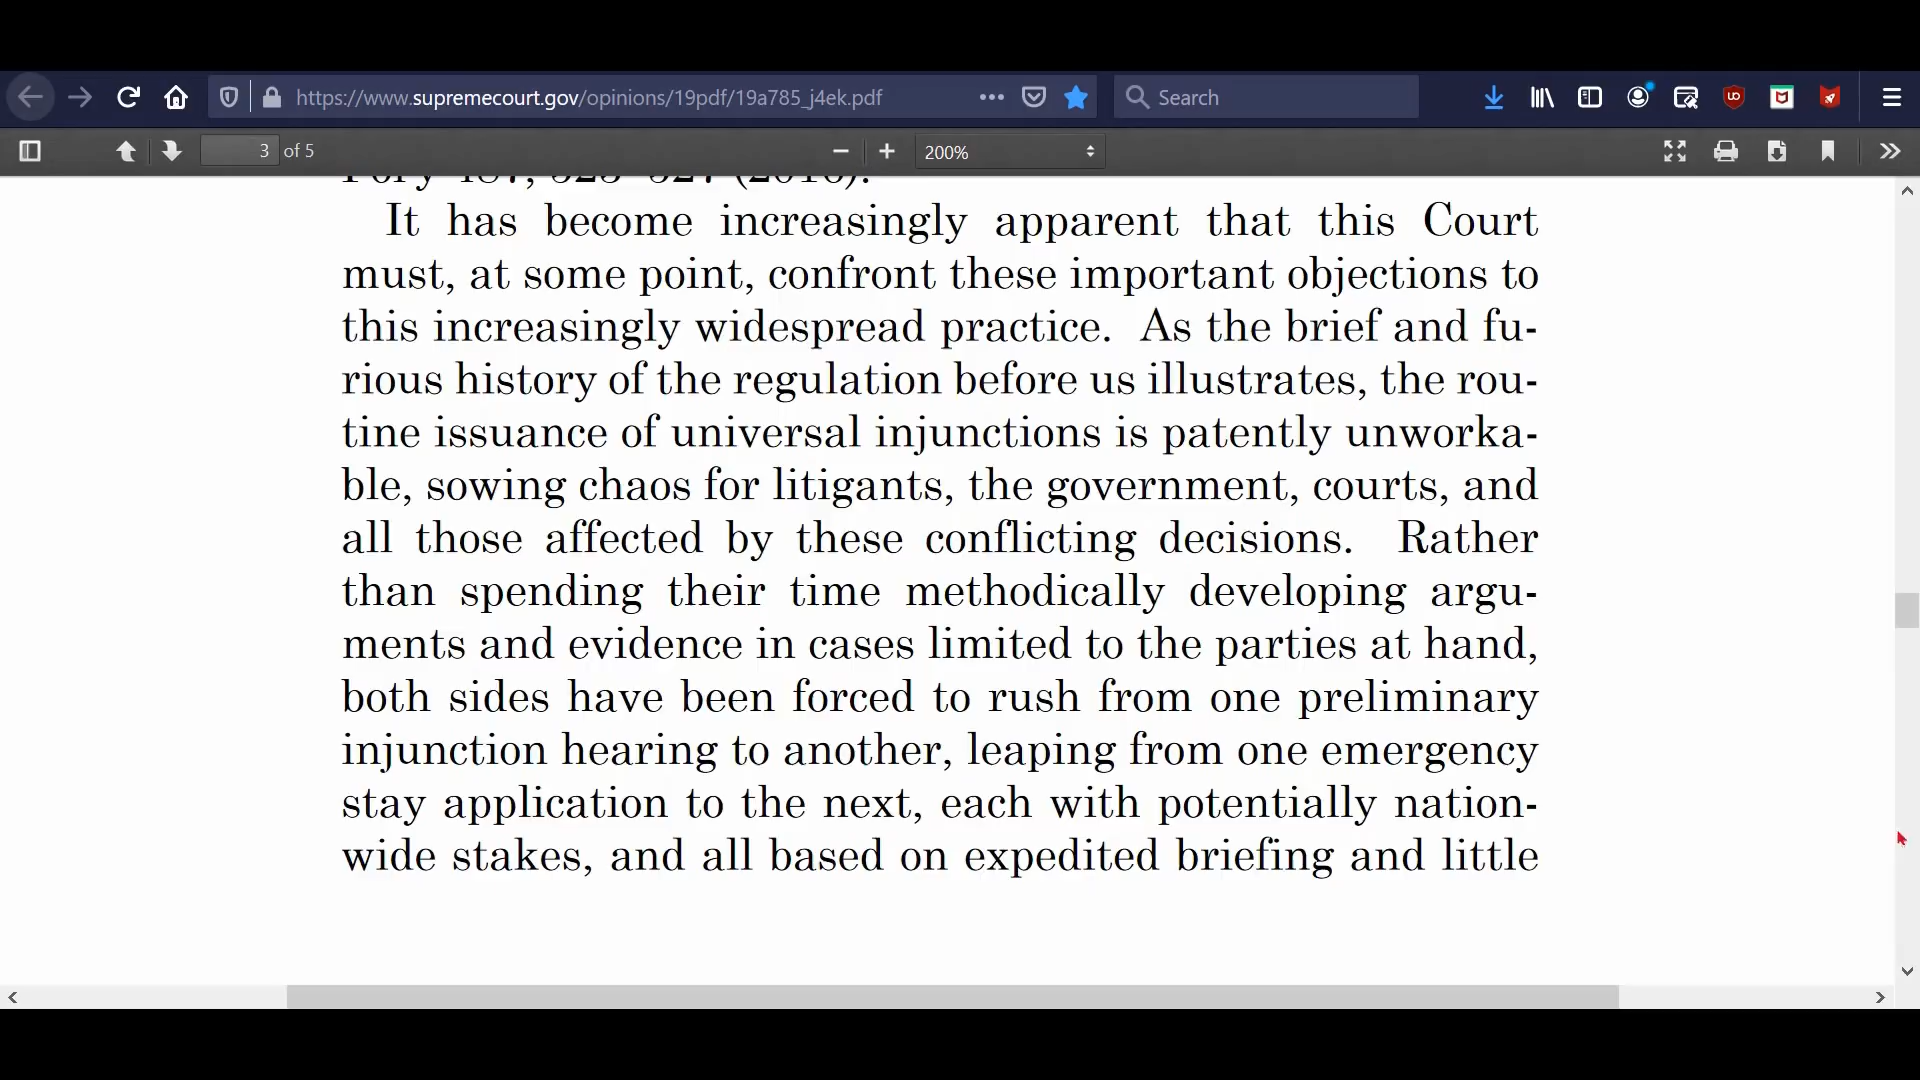 https://www.supremecourt.gov/opinions/19pdf/19a785_j4ek.pdf
Search
3 of 5
200%
It has become increasingly apparent that this Court
must, at some point, confront these important objections to
this increasingly widespread practice. As the brief and fu-
rious history of the regulation before us illustrates, the rou-
tine issuance of universal injunctions is patently unworka-
ble, sowing chaos for litigants, the government, courts, and
all those affected by these conflicting decisions. Rather
than spending their time methodically developing argu-
ments and evidence in cases limited to the parties at hand,
both sides have been forced to rush from one preliminary
injunction hearing to another, leaping from one emergency
stay application to the next, each with potentially nation-
wide stakes, and all based on expedited briefing and little